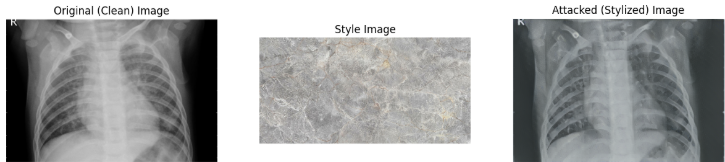 Original (Clean) Image
Style Image
Attacked (Stylized) Image
R
R